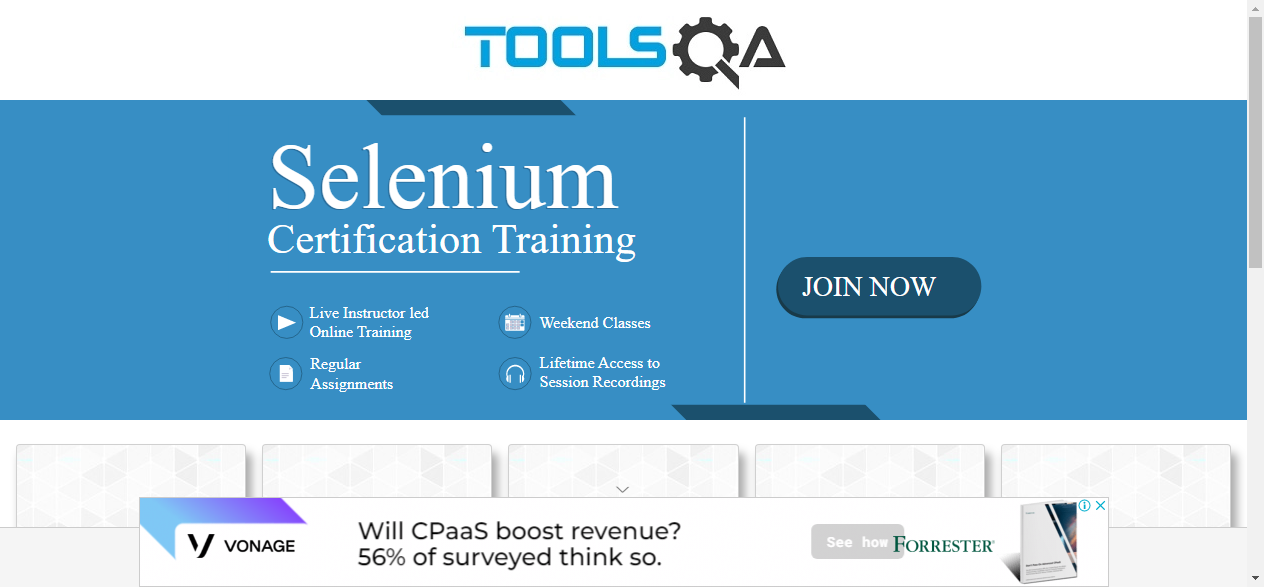 TOOLSQA
Selenium
Certification Training
JOIN NOW
Live Instructor led
Online Training
Weekend Classes
Regular
Assignments
Lifetime Access to
Session Recordings
VONAGE
Will CPaaS boost revenue?
56% of surveyed think so.
See how
FORRESTER